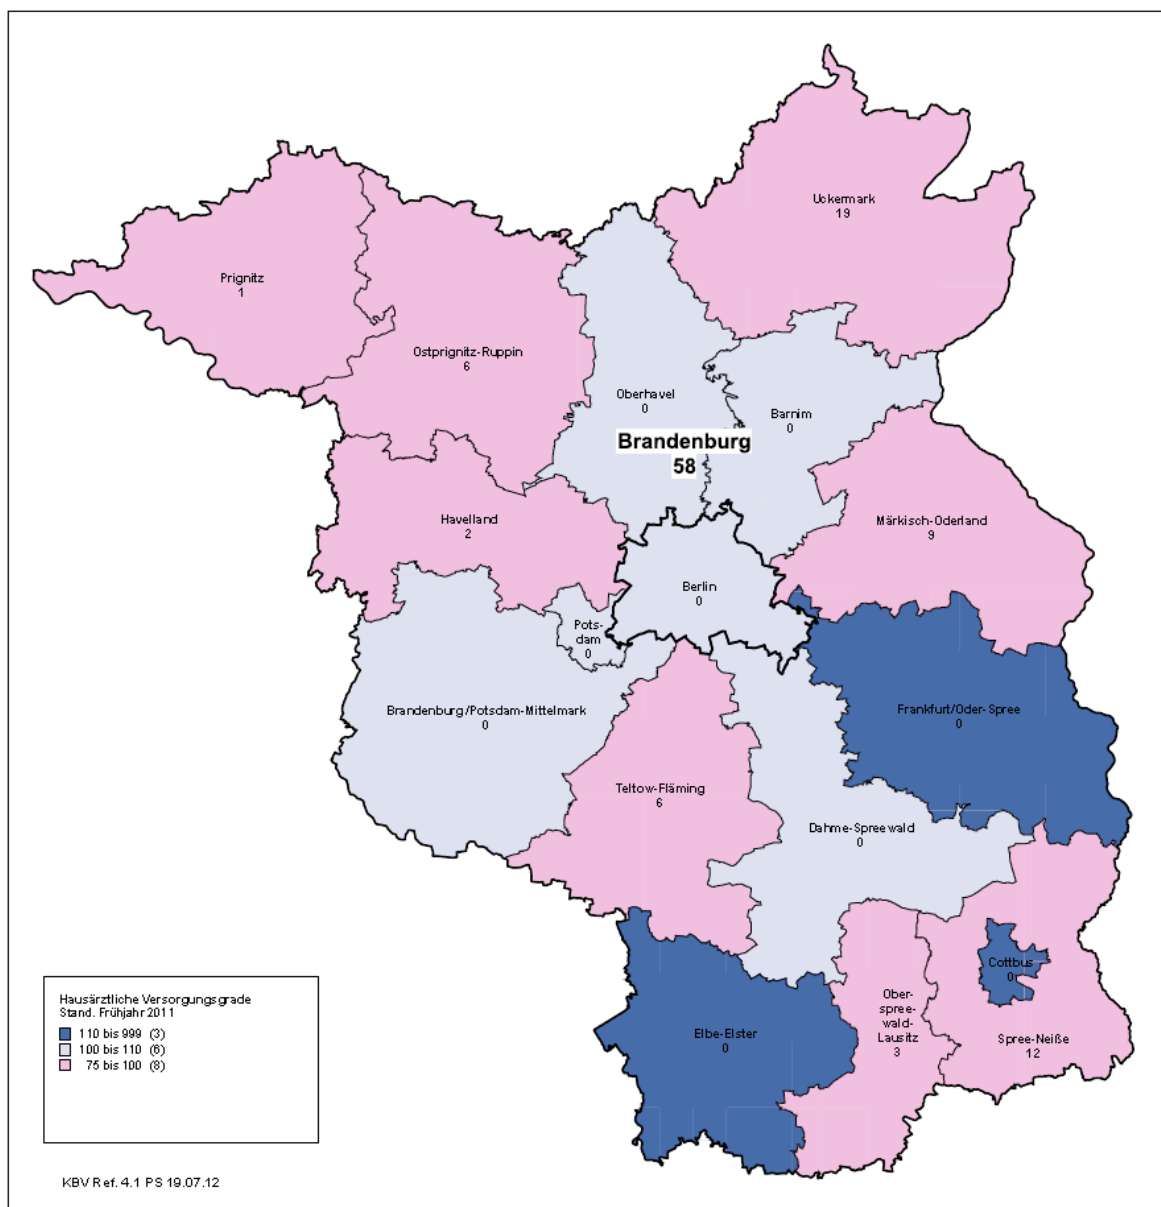 Uckermark
19
Prignitz
1
Ostprignitz-Ruppin
6
Oberhavel
0
Barnim
0
Brandenburg
58
Havelland
2
Märkisch-Oderland
9
Berlin
0
Pots-
dam
0
Brandenburg/Potsdam-Mittelmark
0
Frankfurt/Oder-Spree
0
Teltow-Fläming
6
Dahme-Spreewald
0
Cottbus
0
Ober-
spree-
wald-
Lausitz
3
Elbe-Elster
0
Spree-Neiße
12
Hausärztliche Versorgungsgrade
Stand. Frühjahr 2011
110 bis 999 (3)
100 bis 110 (6)
75 bis 100 (8)
KBV Ref. 4.1 PS 19.07.12